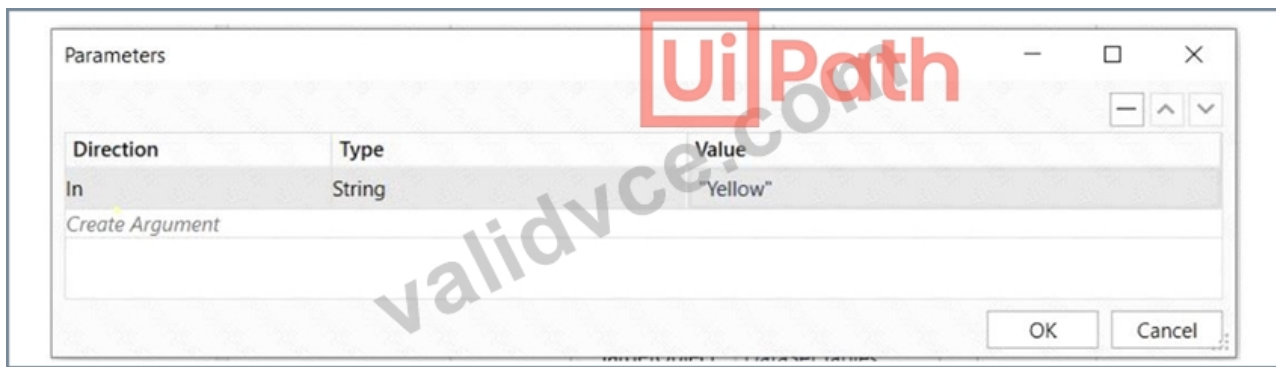 Parameters
UiPath
Direction Type Value
In String "Yellow"
Create Argument
validvce.com
OK Cancel